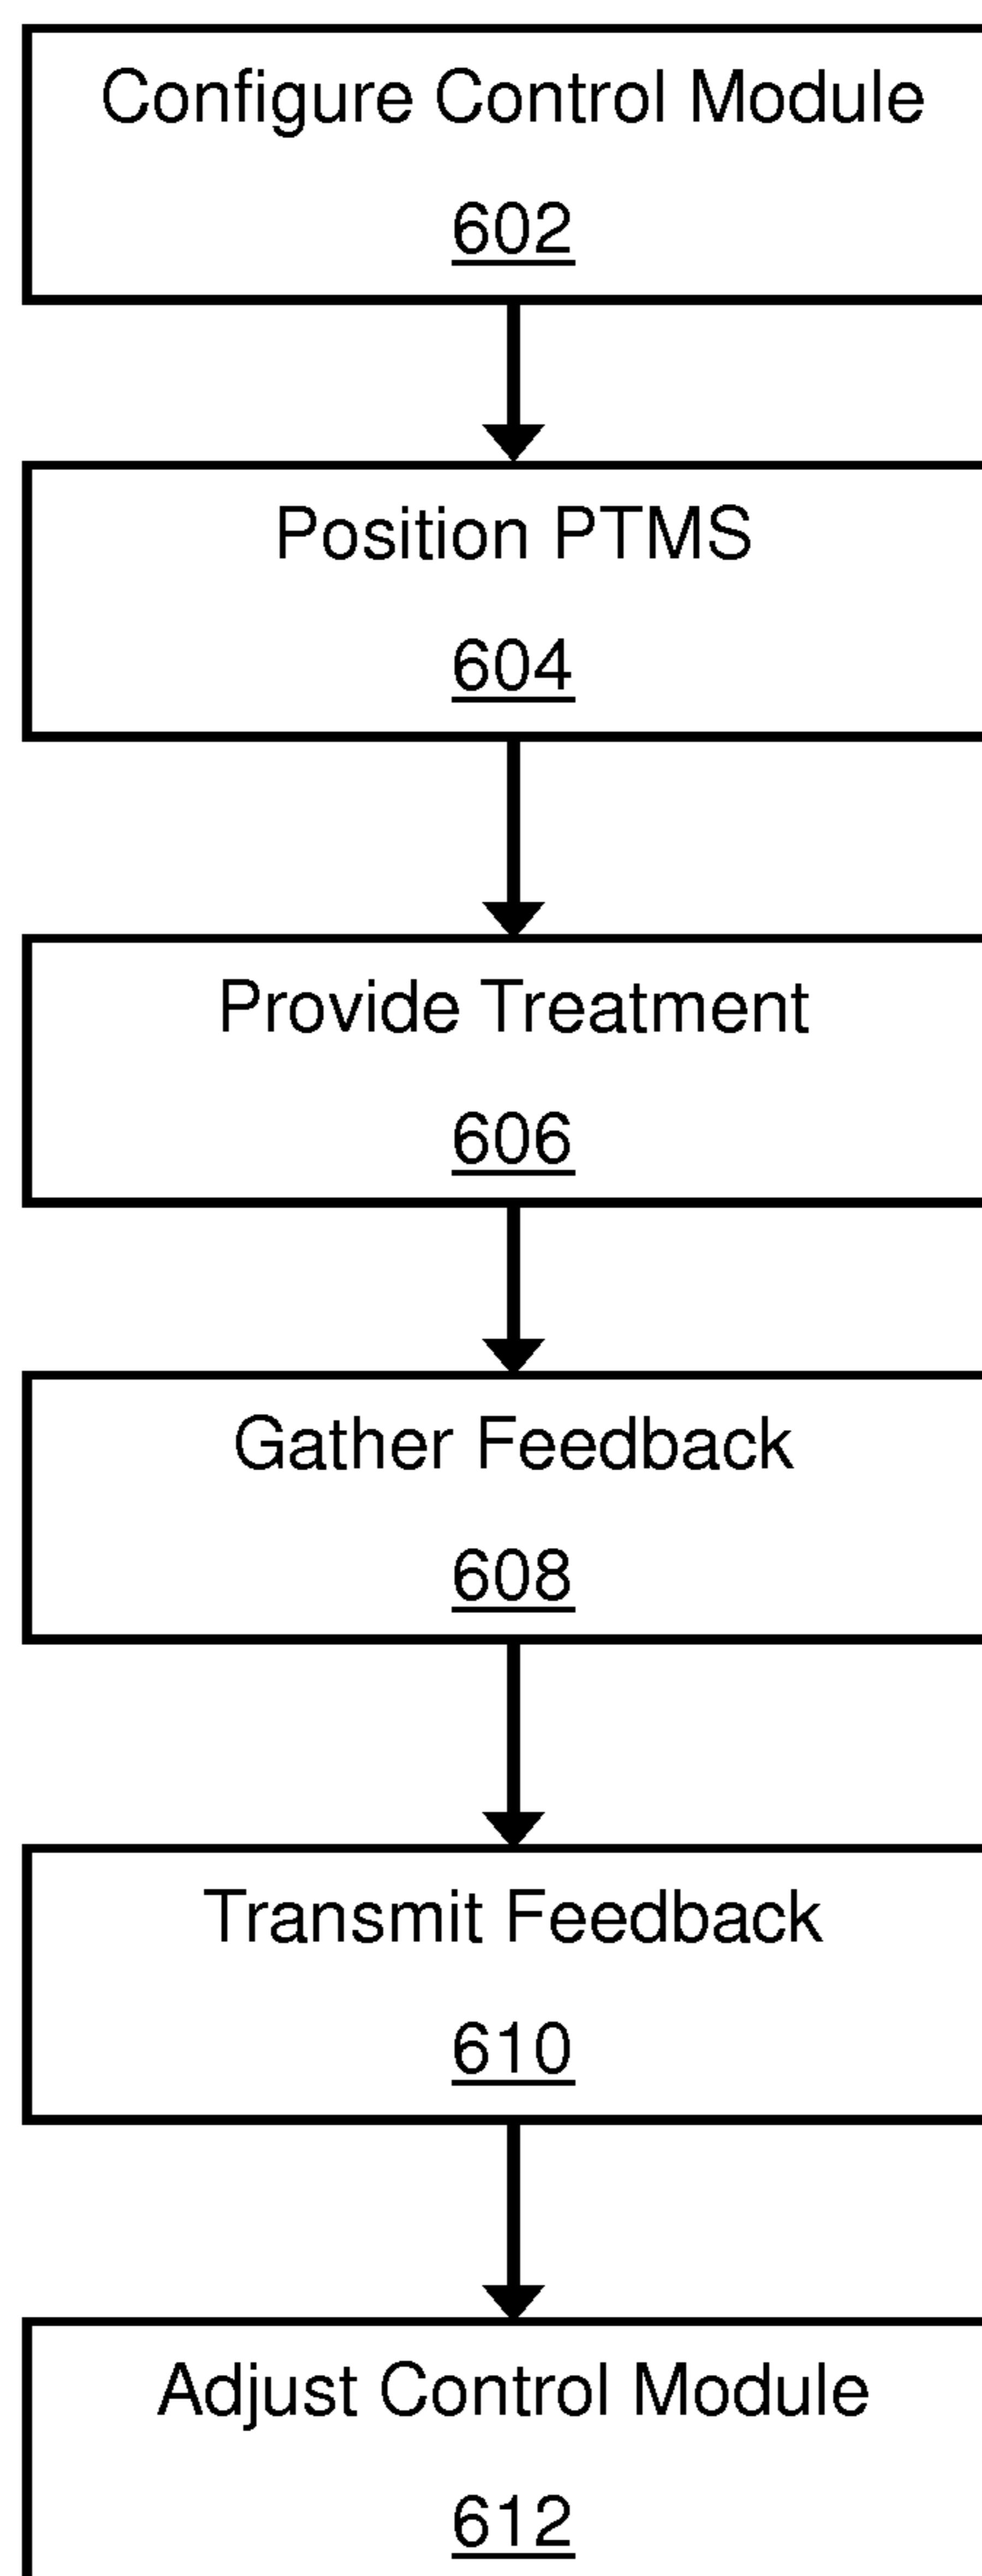 Configure Control Module
602
Position PTMS
604
Provide Treatment
606
Gather Feedback
608
Transmit Feedback
610
Adjust Control Module
612